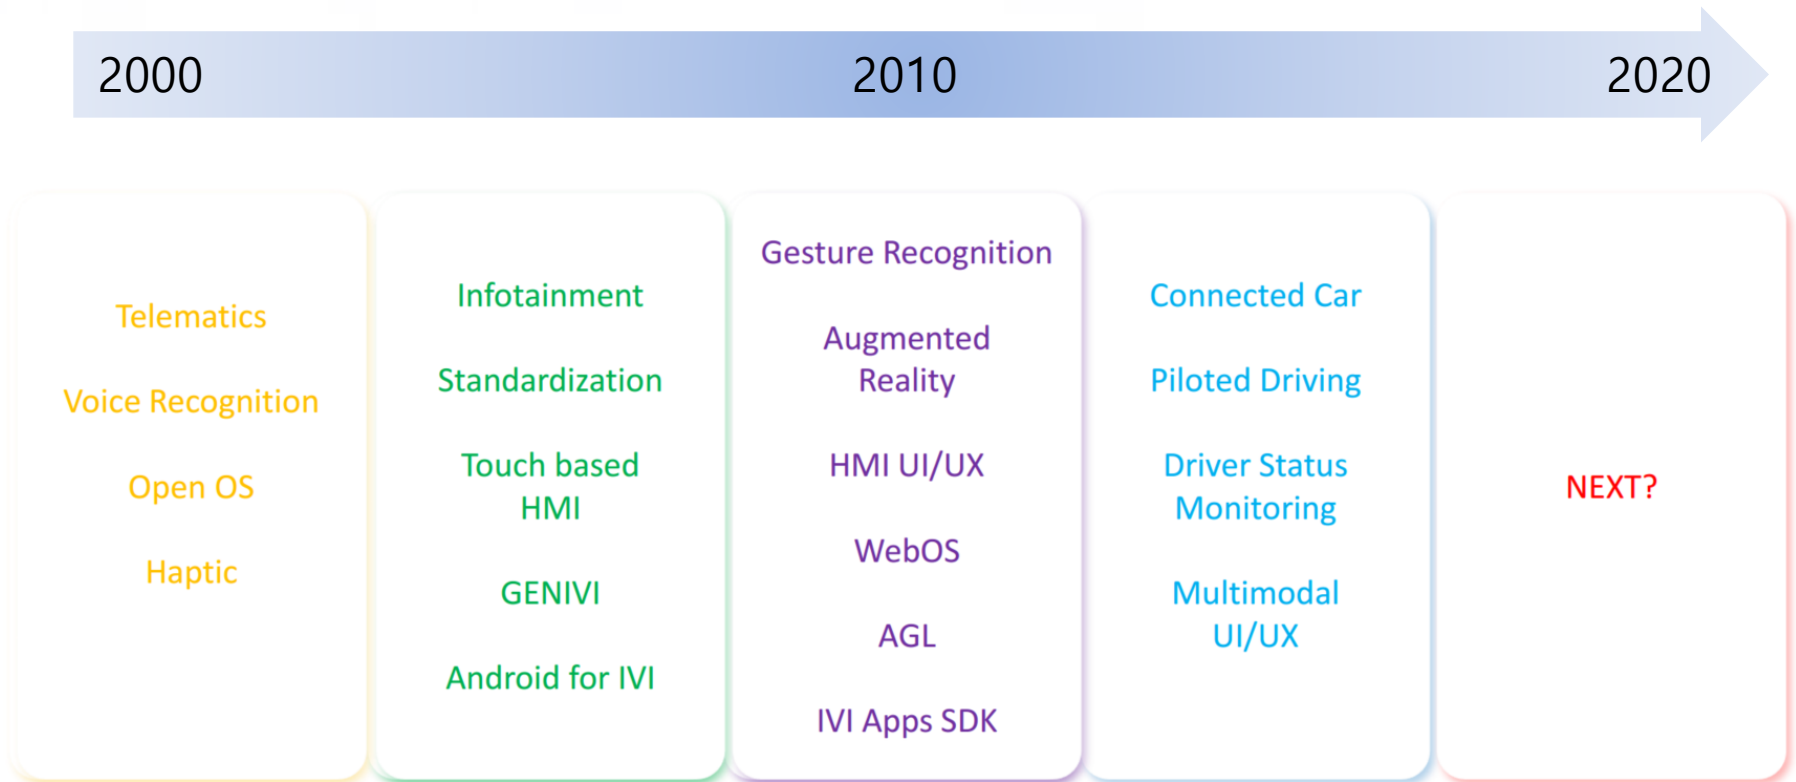 2000
2010
2020
Telematics
Voice Recognition
Open OS
Haptic
Infotainment
Standardization
Touch based
HMI
GENIVI
Android for IVI
Gesture Recognition
Augmented
Reality
HMI UI/UX
WebOS
AGL
IVI Apps SDK
Connected Car
Piloted Driving
Driver Status
Monitoring
Multimodal
UI/UX
NEXT?